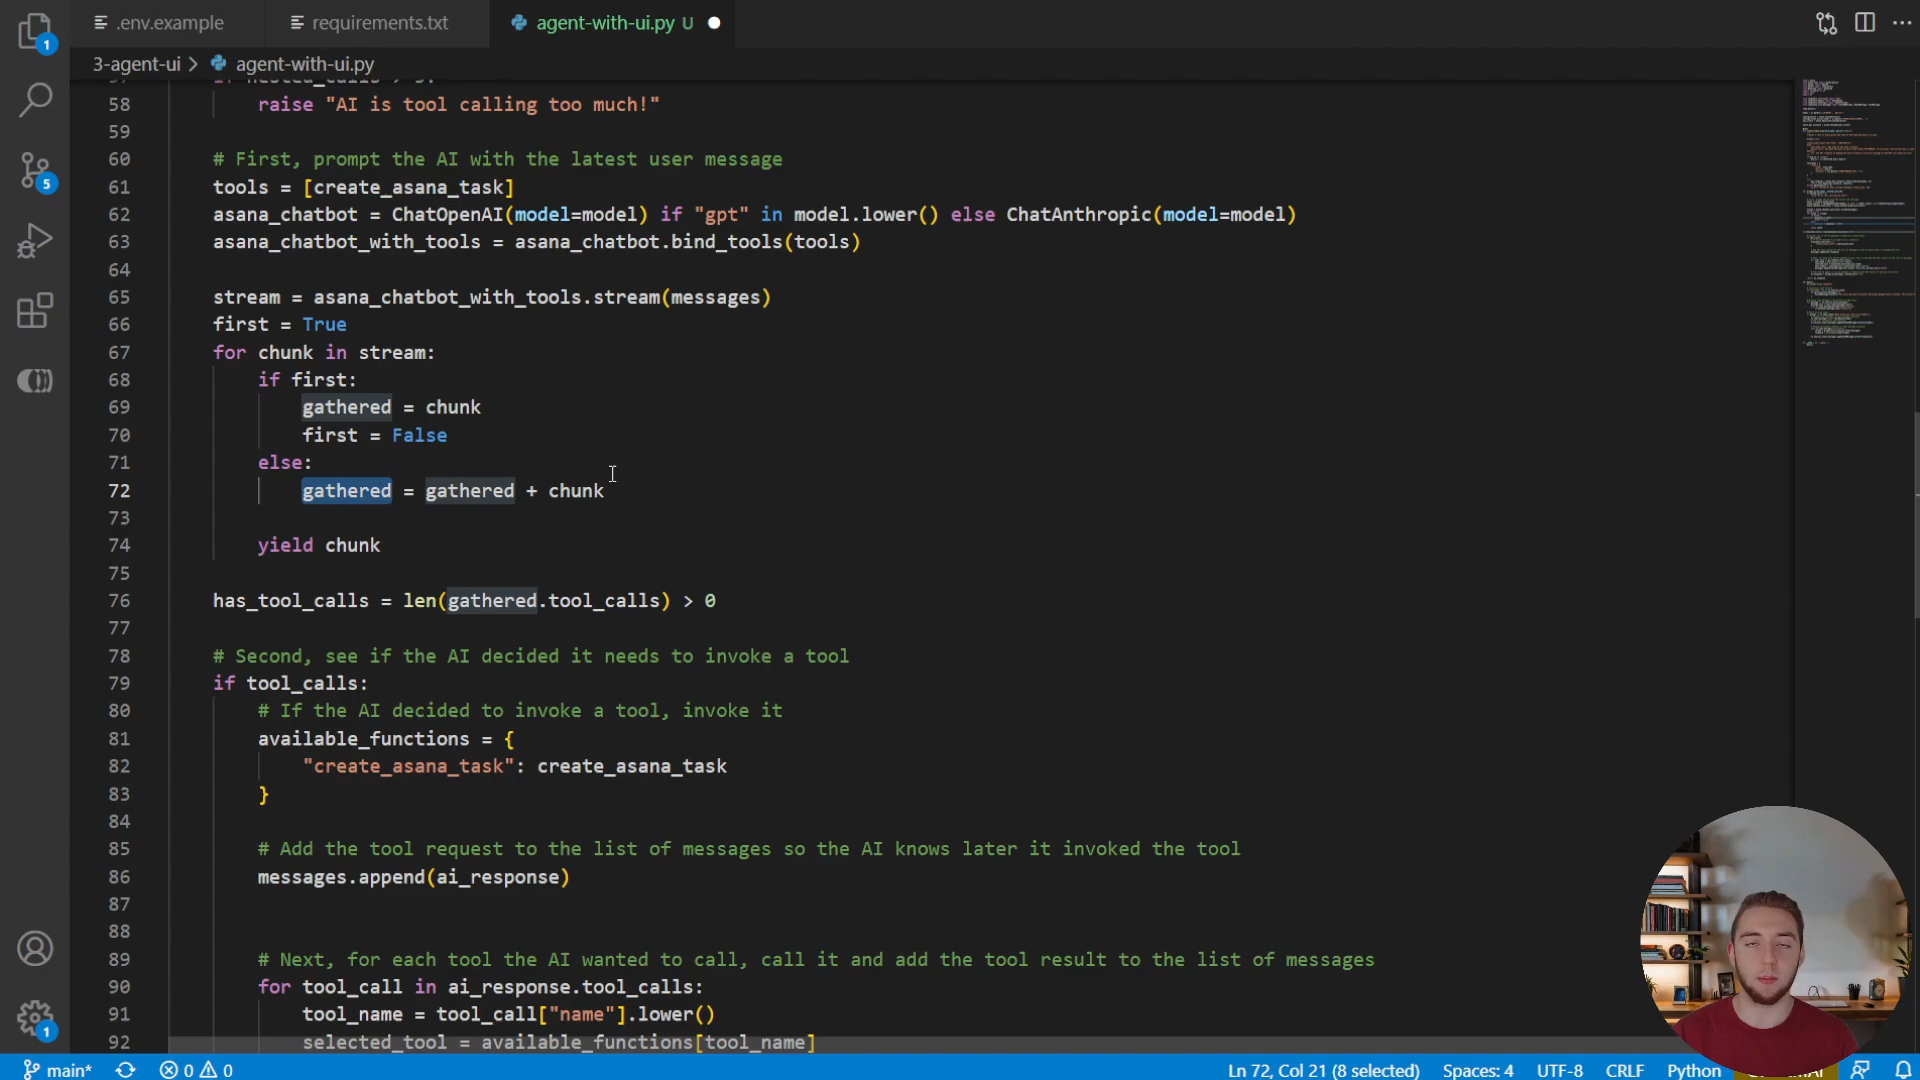 .env.example
requirements.txt
agent-with-ui.py U
3-agent-ui > agent-with-ui.py
58 raise "AI is tool calling too much!"
59
60 # First, prompt the AI with the latest user message
61 tools = [create_asana_task]
62 asana_chatbot = ChatOpenAI(model=model) if "gpt" in model.lower() else ChatAnthropic(model=model)
63 asana_chatbot_with_tools = asana_chatbot.bind_tools(tools)
64
65 stream = asana_chatbot_with_tools.stream(messages)
66 first = True
67 for chunk in stream:
68 if first:
69 gathered = chunk
70 first = False
71 else:
72 gathered = gathered + chunk
73
74 yield chunk
75
76 has_tool_calls = len(gathered.tool_calls) > 0
77
78 # Second, see if the AI decided it needs to invoke a tool
79 if tool_calls:
80 # If the AI decided to invoke a tool, invoke it
81 available_functions = {
82 "create_asana_task": create_asana_task
83 }
84
85 # Add the tool request to the list of messages so the AI knows later it invoked the tool
86 messages.append(ai_response)
87
88
89 # Next, for each tool the AI wanted to call, call it and add the tool result to the list of messages
90 for tool_call in ai_response.tool_calls:
91 tool_name = tool_call["name"].lower()
92 selected_tool = available_functions[tool_name]
1
5
1
main* 0 0 Ln 72, Col 21 (8 selected) Spaces: 4 UTF-8 CRLF Python